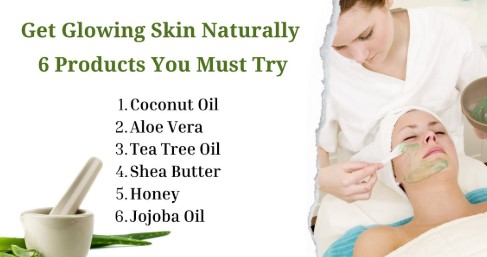 Get Glowing Skin Naturally
6 Products You Must Try
1. Coconut Oil
2. Aloe Vera
3. Tea Tree Oil
4. Shea Butter
5. Honey
6. Jojoba Oil